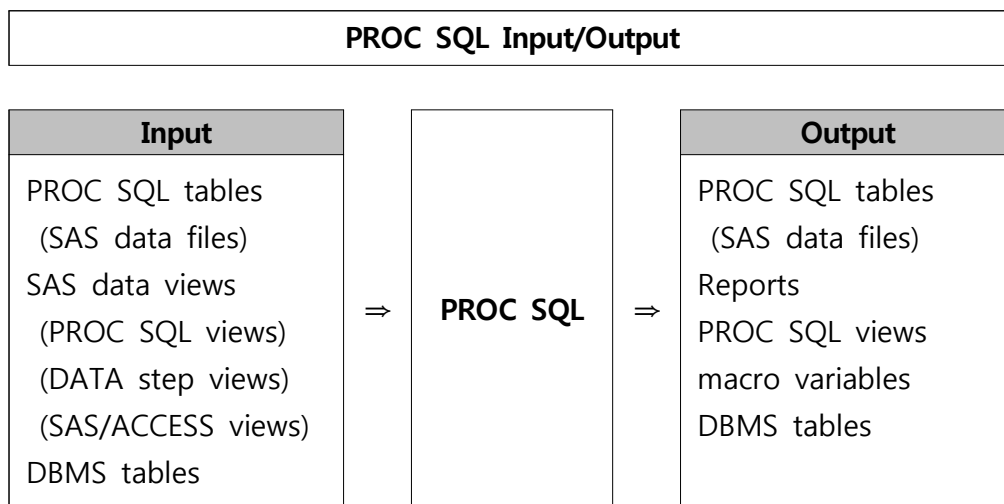 PROC SQL Input/Output
Input
PROC SQL tables
(SAS data files)
SAS data views
(PROC SQL views)
(DATA step views)
(SAS/ACCESS views)
DBMS tables
⇒
PROC SQL
⇒
Output
PROC SQL tables
(SAS data files)
Reports
PROC SQL views
macro variables
DBMS tables